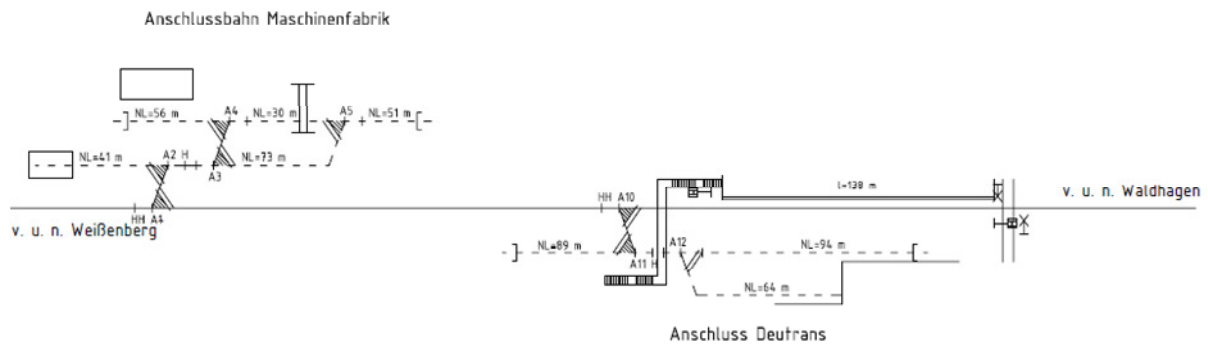 Anschlussbahn Maschinenfabrik
NL=56 m
A4
NL=30 m
A5
NL=51 m
NL=41 m
A2 H
A3
NL=73 m
HH A1
v. u. n. Weißenberg
HH A10
l=138 m
v. u. n. Waldhagen
NL=89 m
A11 H
A12
NL=94 m
NL=64 m
Anschluss Deutrans